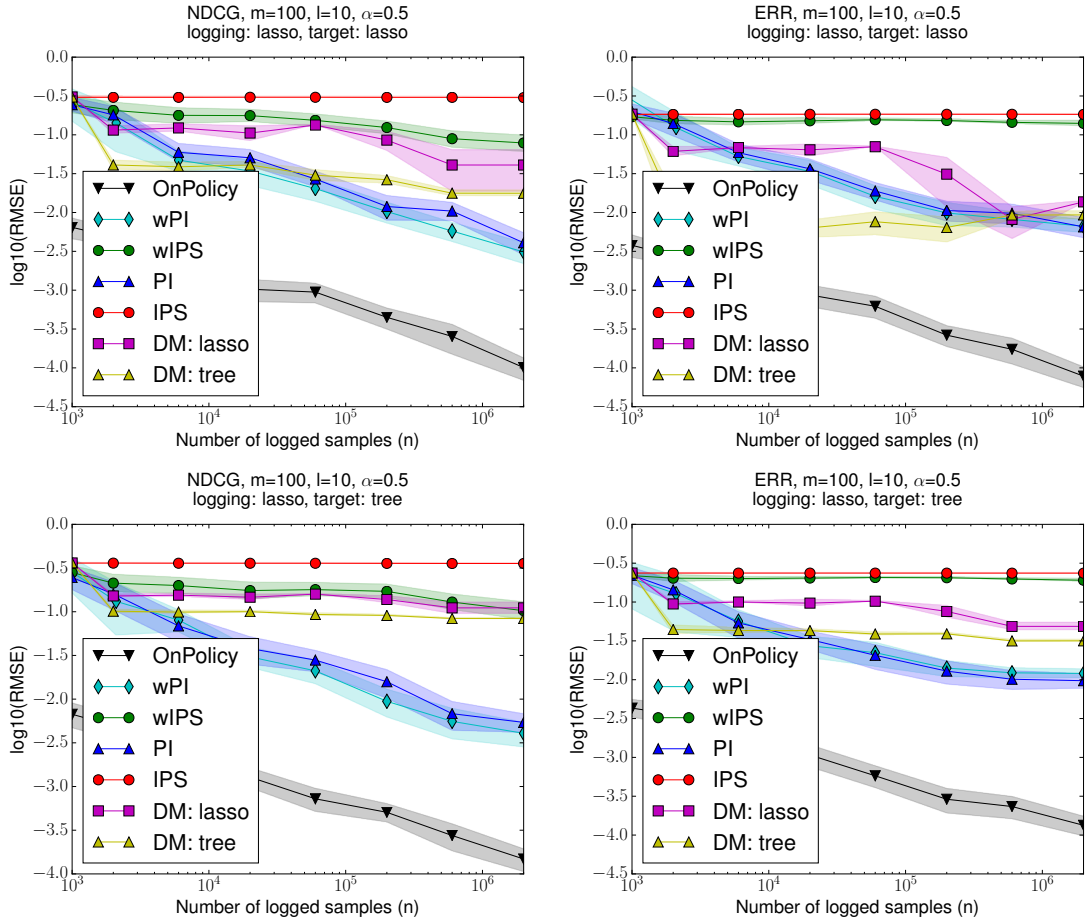 NDCG, m=100, l=10, α=0.5
logging: lasso, target: lasso
0.0
−0.5
−1.0
−1.5
−2.0
−2.5
−3.0
−3.5
−4.0
−4.5
log10(RMSE)
OnPolicy
wPI
wIPS
PI
IPS
DM: lasso
DM: tree
10³ 10⁴ 10⁵ 10⁶
Number of logged samples (n)
ERR, m=100, l=10, α=0.5
logging: lasso, target: lasso
0.0
−0.5
−1.0
−1.5
−2.0
−2.5
−3.0
−3.5
−4.0
−4.5
log10(RMSE)
OnPolicy
wPI
wIPS
PI
IPS
DM: lasso
DM: tree
10³ 10⁴ 10⁵ 10⁶
Number of logged samples (n)
NDCG, m=100, l=10, α=0.5
logging: lasso, target: tree
0.0
−0.5
−1.0
−1.5
−2.0
−2.5
−3.0
−3.5
−4.0
log10(RMSE)
OnPolicy
wPI
wIPS
PI
IPS
DM: lasso
DM: tree
10³ 10⁴ 10⁵ 10⁶
Number of logged samples (n)
ERR, m=100, l=10, α=0.5
logging: lasso, target: tree
0.0
−0.5
−1.0
−1.5
−2.0
−2.5
−3.0
−3.5
−4.0
−4.5
log10(RMSE)
OnPolicy
wPI
wIPS
PI
IPS
DM: lasso
DM: tree
10³ 10⁴ 10⁵ 10⁶
Number of logged samples (n)